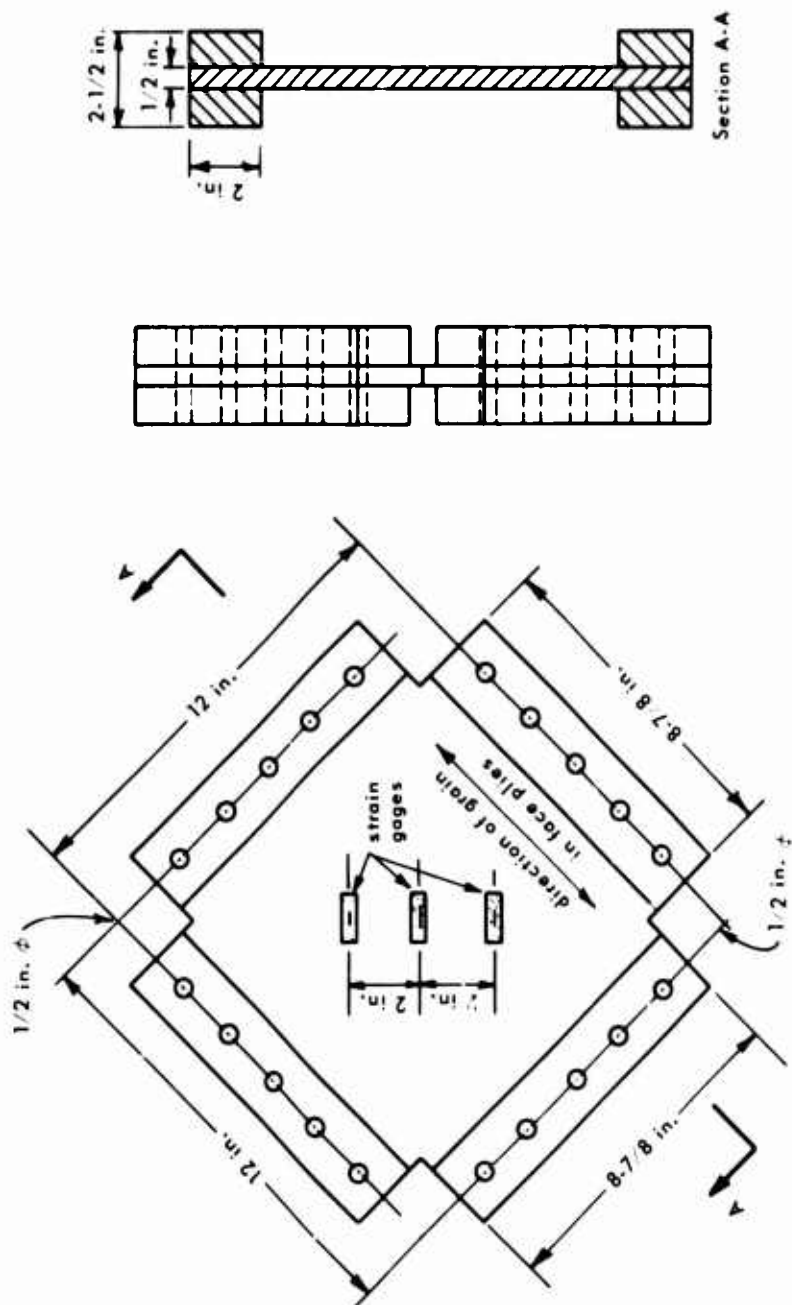 2-1/2 in.
1/2 in.
2 in.
Section A-A
A
12 in.
1/2 in. ϕ
12 in.
strain
gages
2 in.
in.
direction of grain
in face plies
8-7/8 in.
8-7/8 in.
1/2 in. ϕ
A